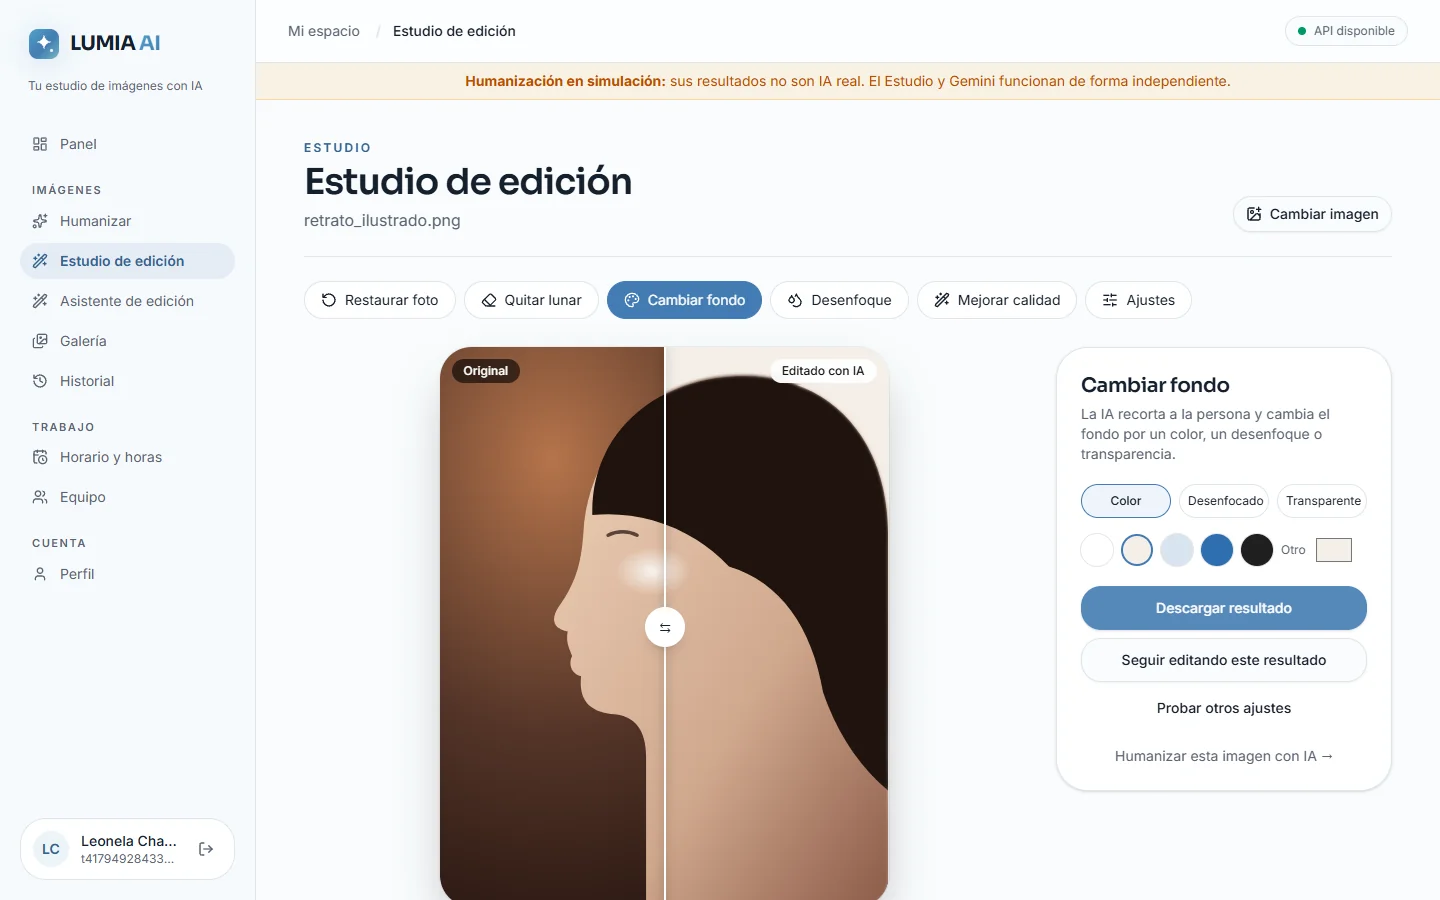 LUMIA AI
Tu estudio de imágenes con IA
Panel
IMÁGENES
Humanizar
Estudio de edición
Asistente de edición
Galería
Historial
TRABAJO
Horario y horas
Equipo
CUENTA
Perfil
LC
Leonela Cha...
t41794928433...
Mi espacio / Estudio de edición
API disponible
Humanización en simulación: sus resultados no son IA real. El Estudio y Gemini funcionan de forma independiente.
ESTUDIO
Estudio de edición
retrato_ilustrado.png
Cambiar imagen
Restaurar foto
Quitar lunar
Cambiar fondo
Desenfoque
Mejorar calidad
Ajustes
Original
Editado con IA
Cambiar fondo
La IA recorta a la persona y cambia el
fondo por un color, un desenfoque o
transparencia.
Color
Desenfocado
Transparente
Otro
Descargar resultado
Seguir editando este resultado
Probar otros ajustes
Humanizar esta imagen con IA →